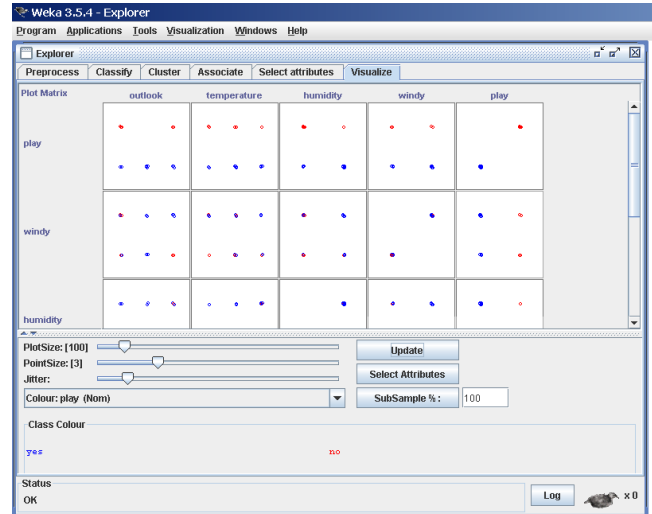 Weka 3.5.4 - Explorer
Program Applications Tools Visualization Windows Help
Explorer
Preprocess Classify Cluster Associate Select attributes Visualize
Plot Matrix outlook temperature humidity windy play
play
windy
humidity
PlotSize: [100]
PointSize: [3]
Jitter:
Update
Select Attributes
Colour: play (Nom) SubSample % : 100
Class Colour
yes no
Status
OK
Log x 0